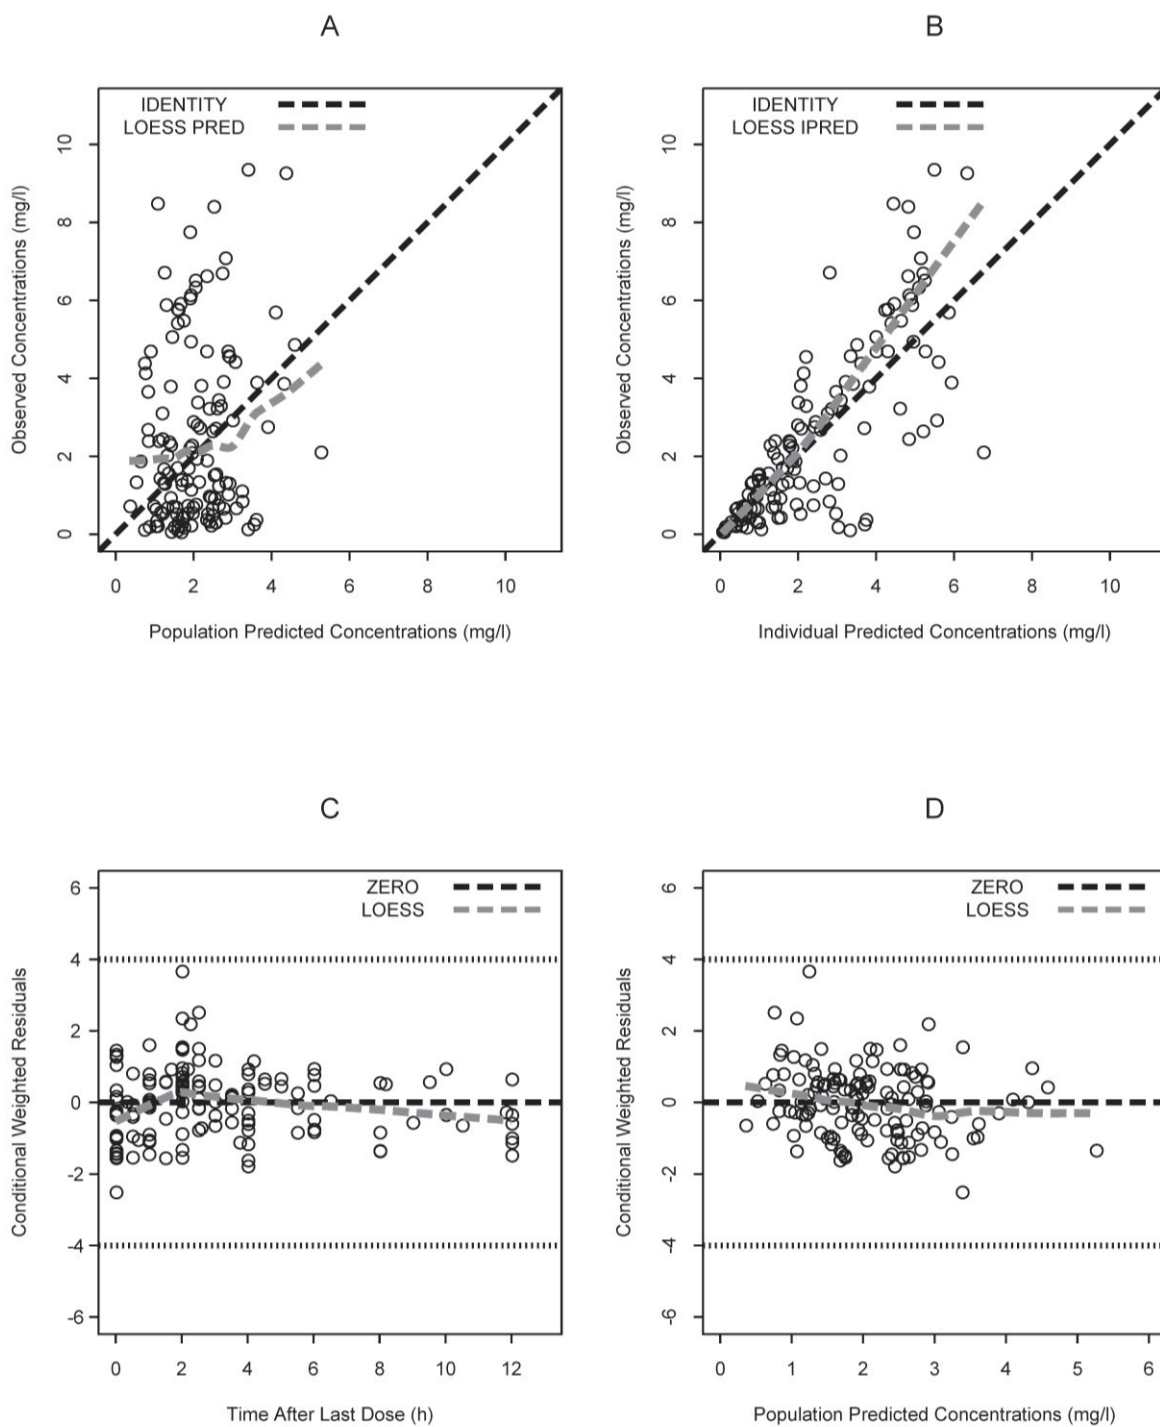 A
B
IDENTITY
LOESS PRED
IDENTITY
LOESS IPRED
Observed Concentrations (mg/l)
0 2 4 6 8 10
0 2 4 6 8 10
Population Predicted Concentrations (mg/l)
Observed Concentrations (mg/l)
0 2 4 6 8 10
0 2 4 6 8 10
Individual Predicted Concentrations (mg/l)
C
D
ZERO
LOESS
ZERO
LOESS
Conditional Weighted Residuals
-6 -4 -2 0 2 4 6
0 2 4 6 8 10 12
Time After Last Dose (h)
Conditional Weighted Residuals
-6 -4 -2 0 2 4 6
0 1 2 3 4 5 6
Population Predicted Concentrations (mg/l)